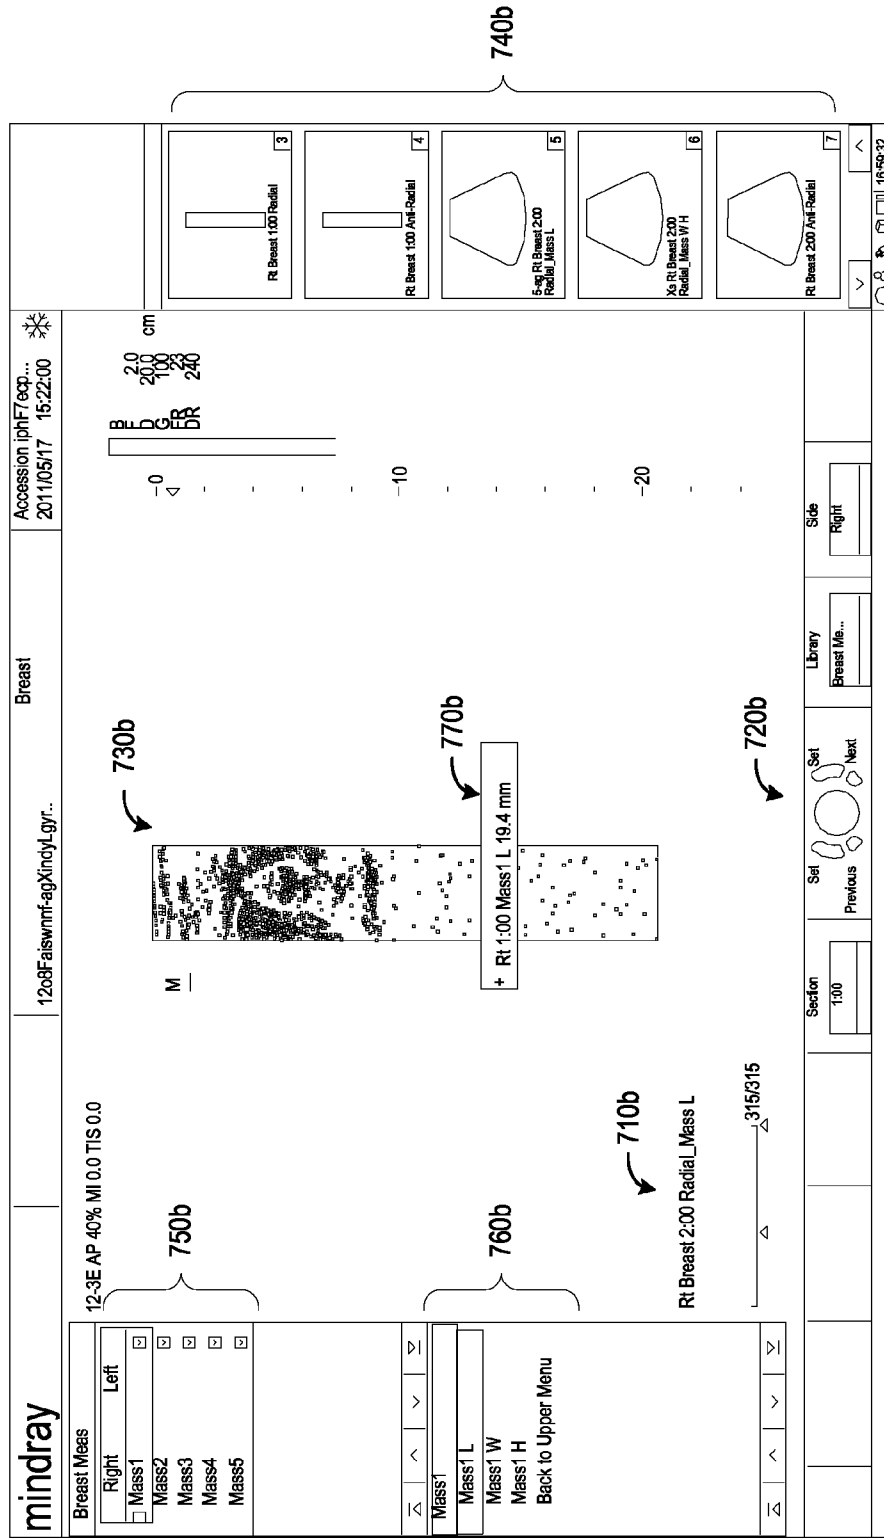 mindray
12o8Faiswnnf-agXindyLgyr..
Breast
Accession iphF7ecp...
2011/05/17 15:22:00
Breast Meas
Right Left
Mass1
Mass2
Mass3
Mass4
Mass5
750b
12-3E AP 40% MI 0.0 TIS 0.0
M
730b
B
F 2.0
D 20.0 cm
G 100
FR 23
DR 240
0
10
20
Mass1
Mass1 L
Mass1 W
Mass1 H
Back to Upper Menu
760b
+ Rt 1:00 Mass1 L 19.4 mm
770b
710b
Rt Breast 2:00 Radial_Mass L
315/315
720b
Section
1:00
Set Set
Previous Next
Library
Breast Me...
Side
Right
Rt Breast 1:00 Radial
3
Rt Breast 1:00 Anti-Radial
4
5-ag Rt Breast 2:00
Radial_Mass L
5
Xs Rt Breast 2:00
Radial_Mass W H
6
Rt Breast 2:00 Anti-Radial
7
16:59:32
740b